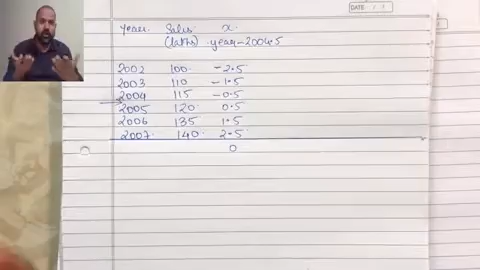 DATE: / /
Years Sales x
(lakhs) year-2004.5
2002 100 -2.5
2003 110 -1.5
2004 115 -0.5
2005 120 0.5
2006 135 1.5
2007 140 2.5
0